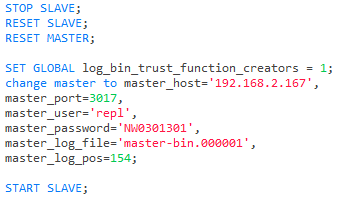 STOP SLAVE;
RESET SLAVE;
RESET MASTER;
SET GLOBAL log_bin_trust_function_creators = 1;
change master to master_host='192.168.2.167',
master_port=3017,
master_user='repl',
master_password='NW0301301',
master_log_file='master-bin.000001',
master_log_pos=154;
START SLAVE;